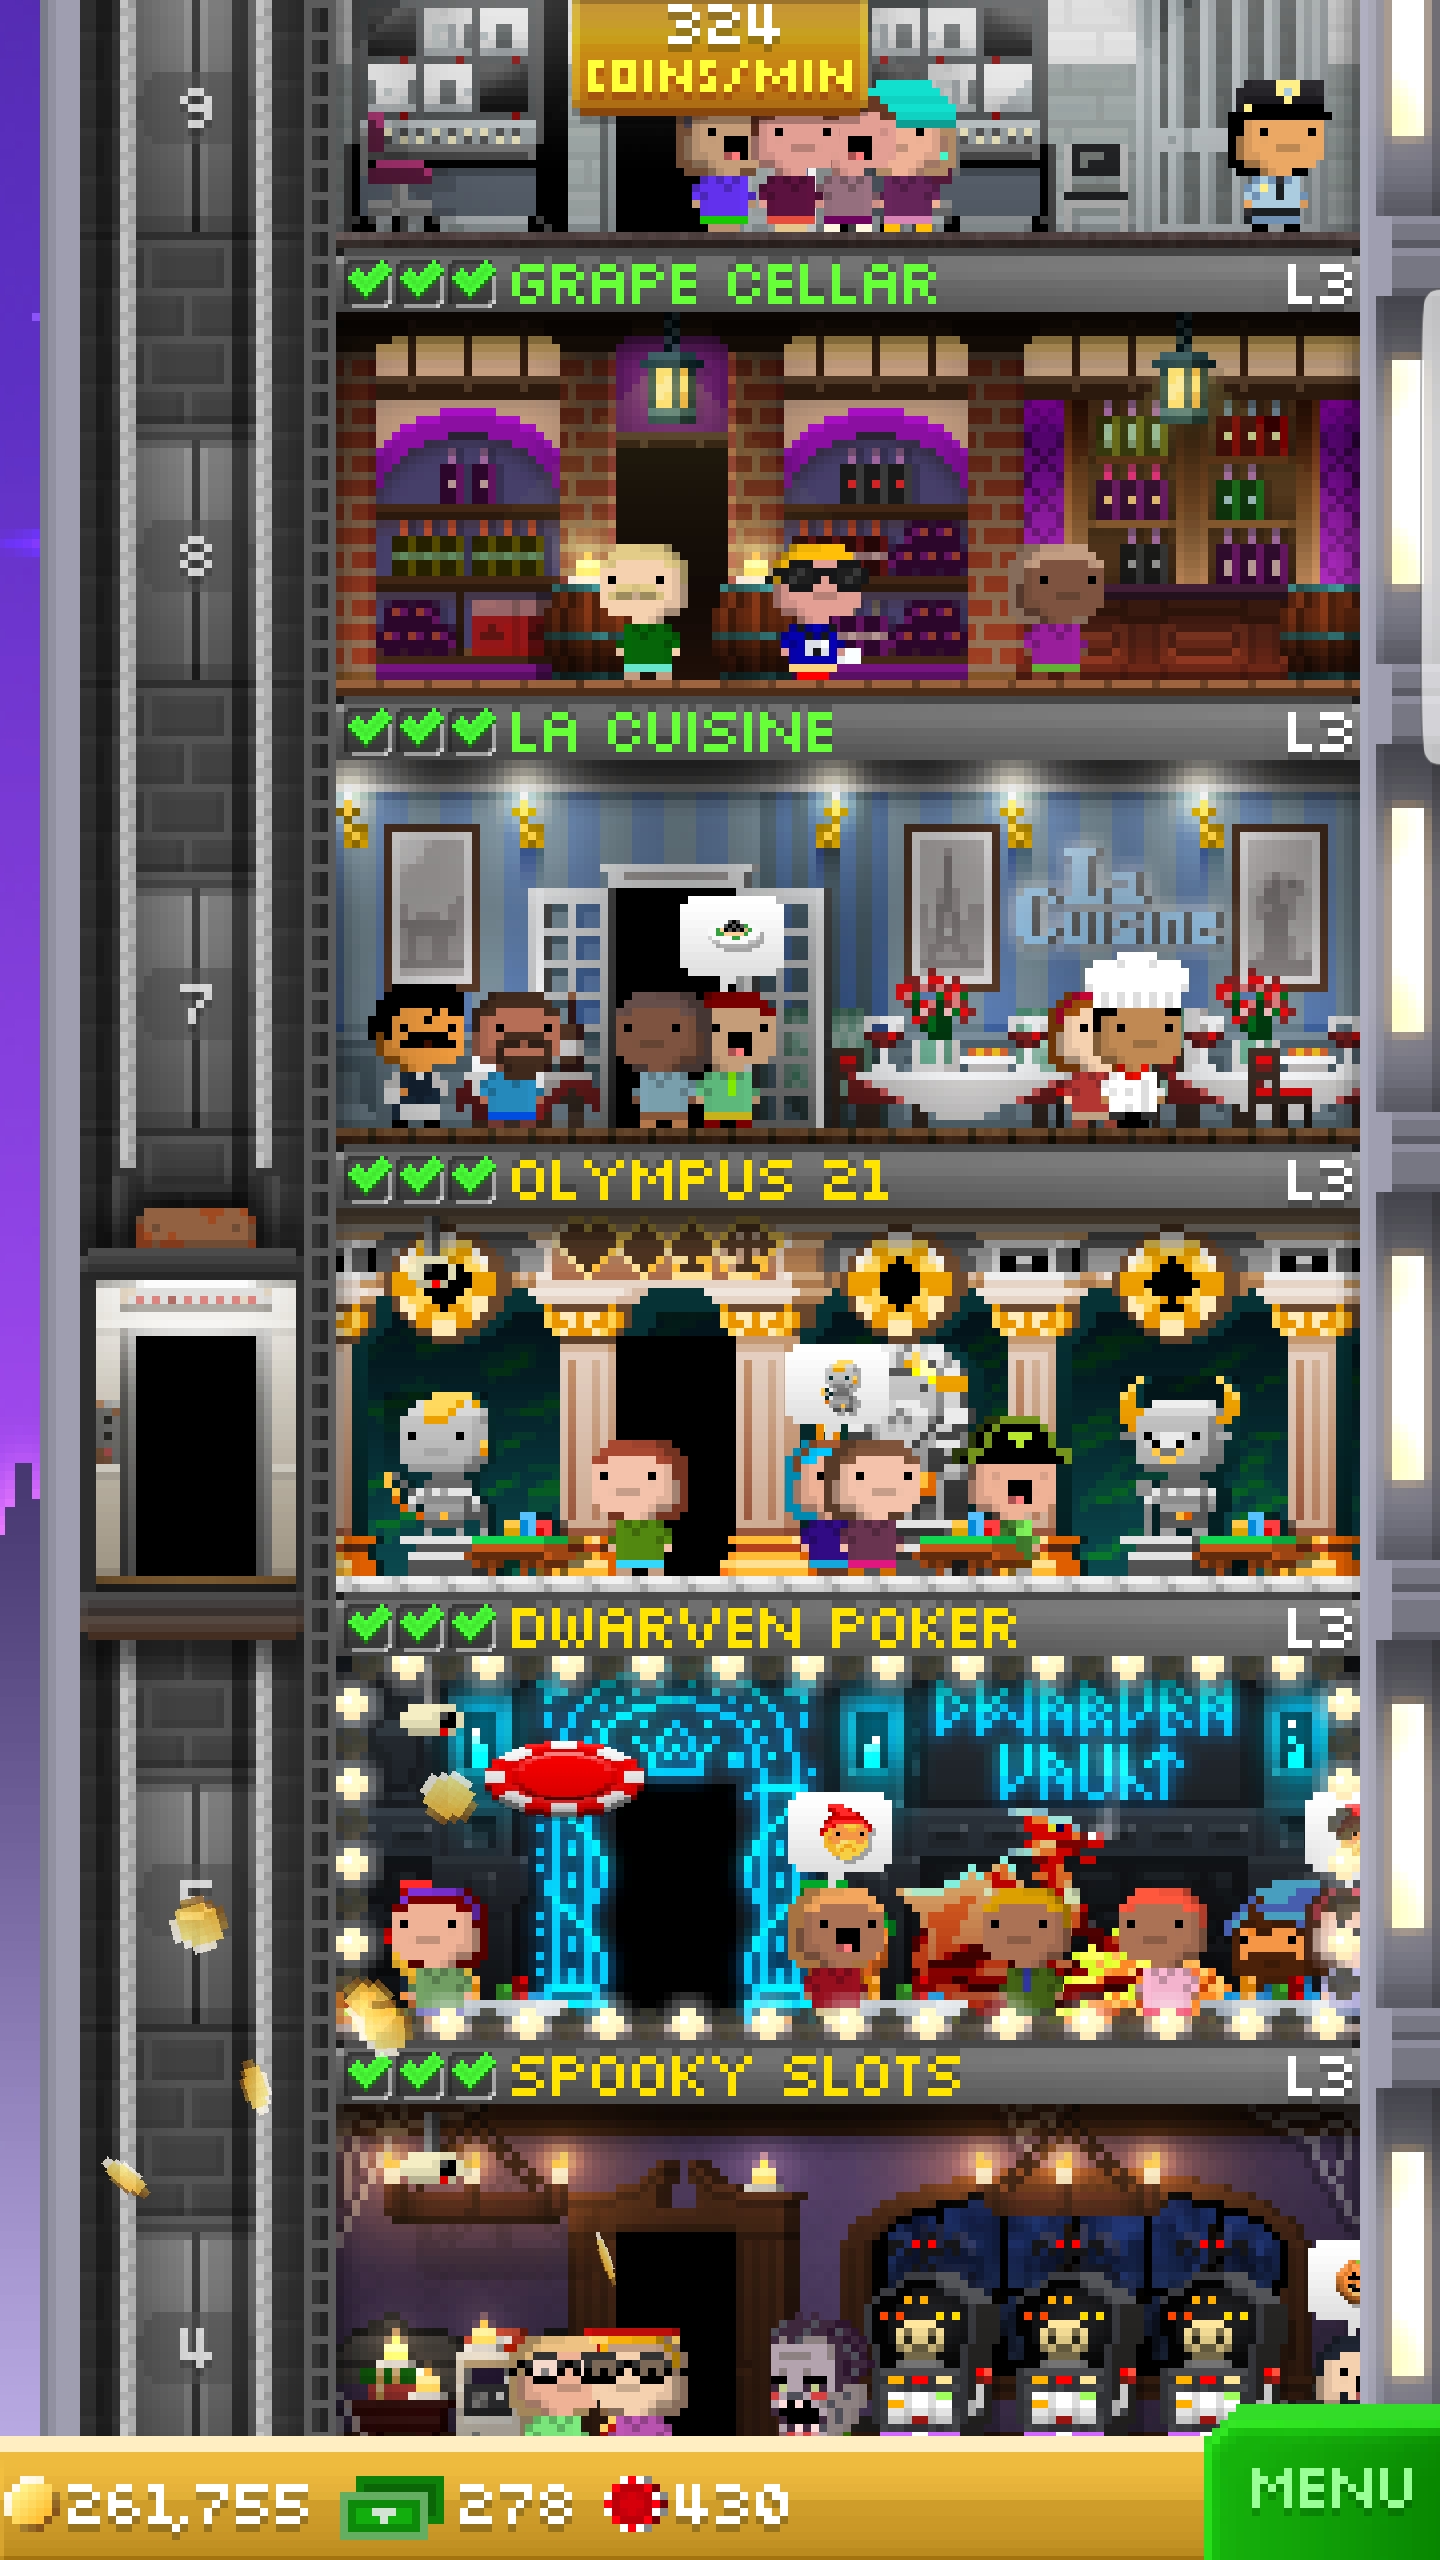 324
COINS/MIN
9
GRAPE CELLAR
L3
8
LA CUISINE
L3
La
Cuisine
7
OLYMPUS 21
L3
DWARVEN POKER
L3
DWARVEN
VAULT
5
SPOOKY SLOTS
L3
4
261,755
278
430
MENU